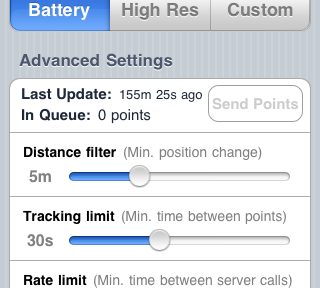 Battery High Res Custom
Advanced Settings
Last Update: 155m 25s ago
Send Points
In Queue: 0 points
Distance filter (Min. position change)
5m
Tracking limit (Min. time between points)
30s
Rate limit (Min. time between server calls)